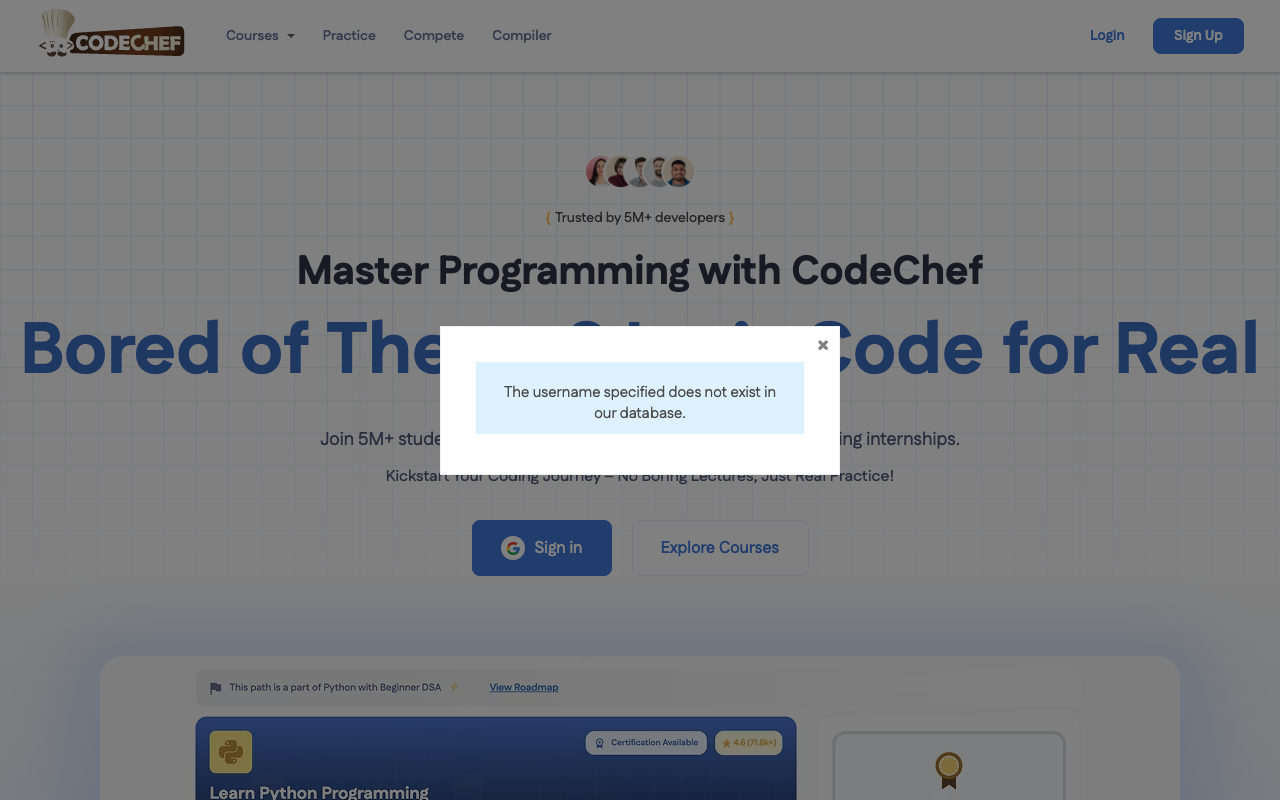 CODECHEF
Courses
Practice
Compete
Compiler
Login
Sign Up
{ Trusted by 5M+ developers }
Master Programming with CodeChef
Bored of Code for Real
The username specified does not exist in
our database.
Join 5M+ internships.
Kickstart Your Coding Journey – No Boring Lectures, Just Real Practice!
Sign in
Explore Courses
This path is a part of Python with Beginner DSA
View Roadmap
Certification Available
4.6 (71.8k+)
Learn Python Programming